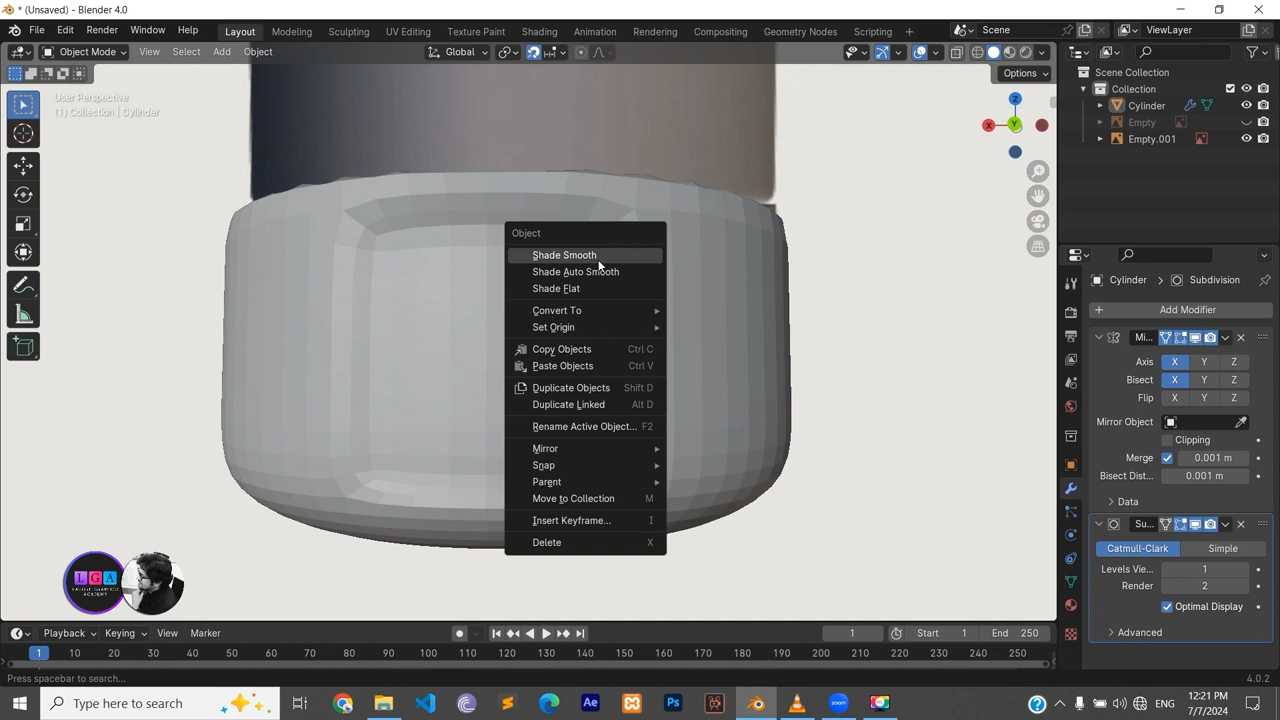 * (Unsaved) - Blender 4.0
File Edit Render Window Help Layout Modeling Sculpting UV Editing Texture Paint Shading Animation Rendering Compositing Geometry Nodes Scripting + Scene ViewLayer
Object Mode View Select Add Object Global
Options
User Perspective
(1) Collection | Cylinder
X Y Z
Scene Collection
Collection
Cylinder
Empty
Empty.001
Object
Shade Smooth
Shade Auto Smooth
Shade Flat
Convert To
Set Origin
Copy Objects Ctrl C
Paste Objects Ctrl V
Duplicate Objects Shift D
Duplicate Linked Alt D
Rename Active Object... F2
Mirror
Snap
Parent
Move to Collection M
Insert Keyframe... I
Delete X
Cylinder > Subdivision
+ Add Modifier
Mi...
Axis X Y Z
Bisect X Y Z
Flip X Y Z
Mirror Object
Clipping
Merge 0.001 m
Bisect Dist... 0.001 m
Data
Su...
Catmull-Clark Simple
Levels Vie... 1
Render 2
Optimal Display
Advanced
LGA
Playback Keying View Marker 1 Start 1 End 250
1 10 20 30 40 50 60 70 80 90 100 110 120 130 140 150 160 170 180 190 200 210 220 230 240 250
Press spacebar to search... 4.0.2
Type here to search
Ae
Ps
ENG
12:21 PM
7/7/2024